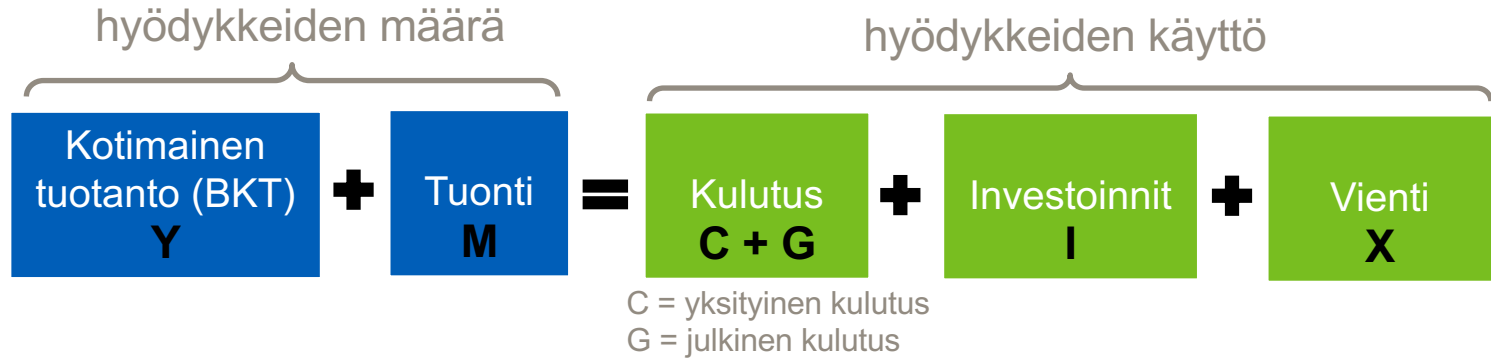 hyödykkeiden määrä
hyödykkeiden käyttö
Kotimainen
tuotanto (BKT)
Y
+
Tuonti
M
=
Kulutus
C + G
+
Investoinnit
I
+
Vienti
X
C = yksityinen kulutus
G = julkinen kulutus